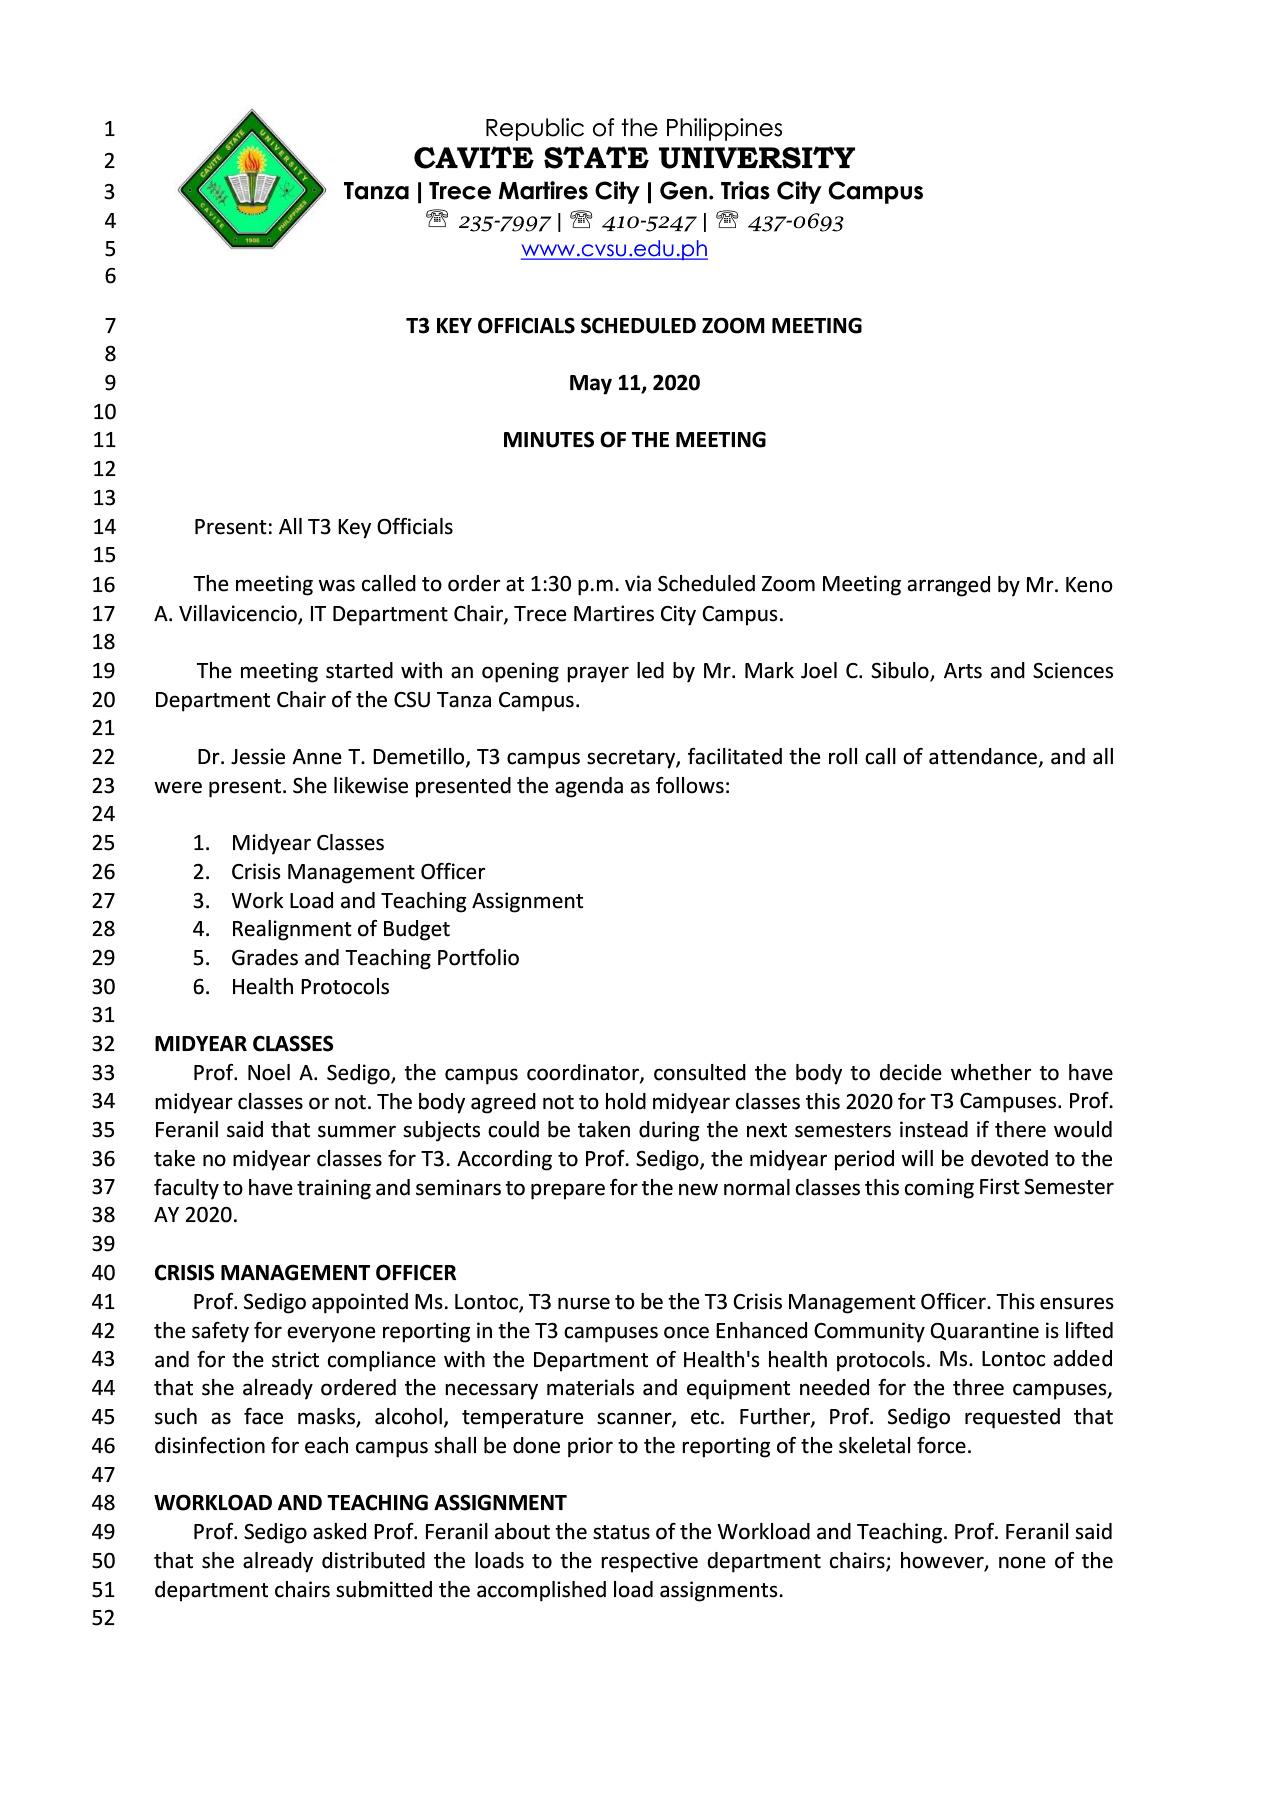 CAVITE STATE UNIVERSITY
CAVITE PHILIPPINES
1906
1 Republic of the Philippines
2 CAVITE STATE UNIVERSITY
3 Tanza | Trece Martires City | Gen. Trias City Campus
4 ☏ 235-7997 | ☏ 410-5247 | ☏ 437-0693
5 www.cvsu.edu.ph
6
7 T3 KEY OFFICIALS SCHEDULED ZOOM MEETING
8
9 May 11, 2020
10
11 MINUTES OF THE MEETING
12
13
14 Present: All T3 Key Officials
15
16 The meeting was called to order at 1:30 p.m. via Scheduled Zoom Meeting arranged by Mr. Keno
17 A. Villavicencio, IT Department Chair, Trece Martires City Campus.
18
19 The meeting started with an opening prayer led by Mr. Mark Joel C. Sibulo, Arts and Sciences
20 Department Chair of the CSU Tanza Campus.
21
22 Dr. Jessie Anne T. Demetillo, T3 campus secretary, facilitated the roll call of attendance, and all
23 were present. She likewise presented the agenda as follows:
24
25 1. Midyear Classes
26 2. Crisis Management Officer
27 3. Work Load and Teaching Assignment
28 4. Realignment of Budget
29 5. Grades and Teaching Portfolio
30 6. Health Protocols
31
32 MIDYEAR CLASSES
33 Prof. Noel A. Sedigo, the campus coordinator, consulted the body to decide whether to have
34 midyear classes or not. The body agreed not to hold midyear classes this 2020 for T3 Campuses. Prof.
35 Feranil said that summer subjects could be taken during the next semesters instead if there would
36 take no midyear classes for T3. According to Prof. Sedigo, the midyear period will be devoted to the
37 faculty to have training and seminars to prepare for the new normal classes this coming First Semester
38 AY 2020.
39
40 CRISIS MANAGEMENT OFFICER
41 Prof. Sedigo appointed Ms. Lontoc, T3 nurse to be the T3 Crisis Management Officer. This ensures
42 the safety for everyone reporting in the T3 campuses once Enhanced Community Quarantine is lifted
43 and for the strict compliance with the Department of Health's health protocols. Ms. Lontoc added
44 that she already ordered the necessary materials and equipment needed for the three campuses,
45 such as face masks, alcohol, temperature scanner, etc. Further, Prof. Sedigo requested that
46 disinfection for each campus shall be done prior to the reporting of the skeletal force.
47
48 WORKLOAD AND TEACHING ASSIGNMENT
49 Prof. Sedigo asked Prof. Feranil about the status of the Workload and Teaching. Prof. Feranil said
50 that she already distributed the loads to the respective department chairs; however, none of the
51 department chairs submitted the accomplished load assignments.
52